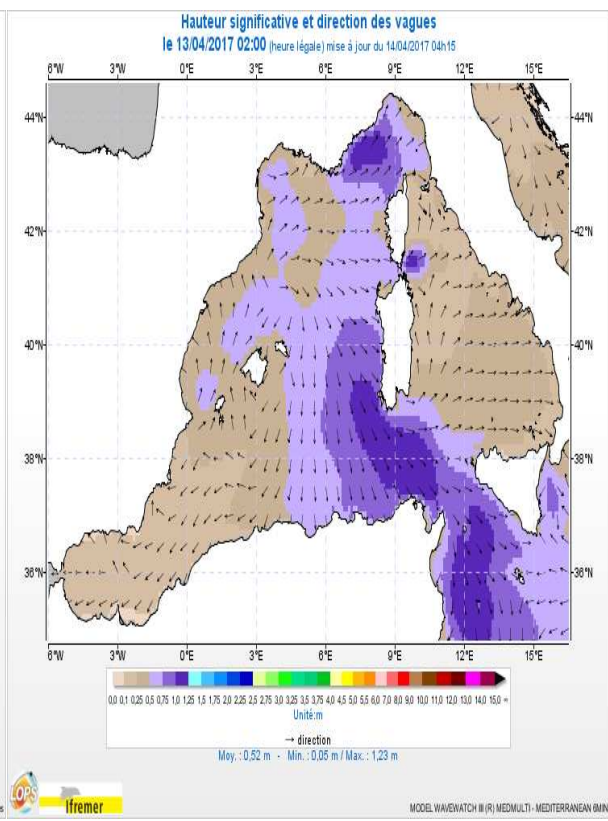 Hauteur significative et direction des vagues
le 13/04/2017 02:00 (heure légale) mise à jour du 14/04/2017 04h15
6°W 3°W 0°E 3°E 6°E 9°E 12°E 15°E
44°N 44°N
42°N 42°N
40°N 40°N
38°N 38°N
36°N 36°N
6°W 3°W 0°E 3°E 6°E 9°E 12°E 15°E
0,0 0,1 0,25 0,5 0,75 1,0 1,25 1,5 1,75 2,0 2,25 2,5 2,75 3,0 3,25 3,5 3,75 4,0 4,5 5,0 5,5 6,0 7,0 8,0 9,0 10,0 11,0 12,0 13,0 14,0 15,0 ∞
Unité:m
→ direction
Moy. : 0,52 m - Min. : 0,05 m / Max. : 1,23 m
LOPS
Ifremer
s
MODEL WAVEWATCH III (R) MEDMULTI - MEDITERRANEAN 6MIN